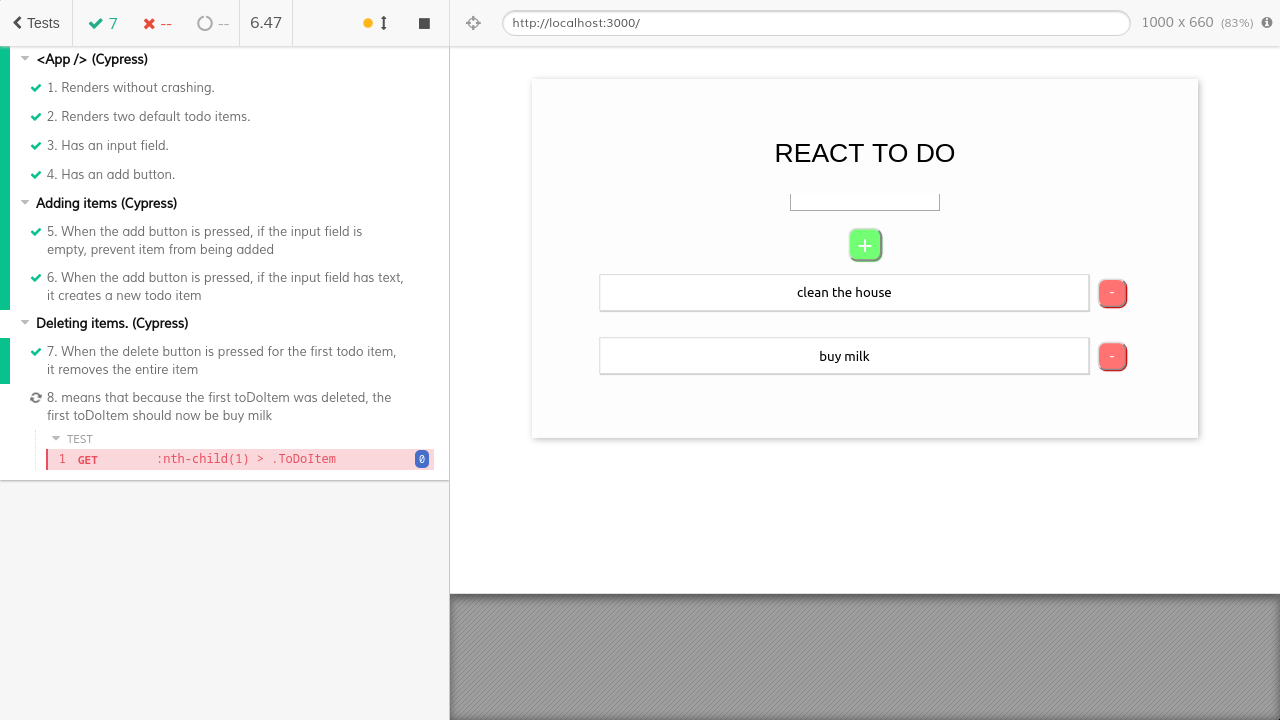 Tests 7 -- -- 6.47
http://localhost:3000/ 1000 x 660 (83%)
<App /> (Cypress)
1. Renders without crashing.
2. Renders two default todo items.
3. Has an input field.
4. Has an add button.
Adding items (Cypress)
5. When the add button is pressed, if the input field is
empty, prevent item from being added
6. When the add button is pressed, if the input field has text,
it creates a new todo item
Deleting items. (Cypress)
7. When the delete button is pressed for the first todo item,
it removes the entire item
8. means that because the first toDoItem was deleted, the
first toDoItem should now be buy milk
TEST
1 GET :nth-child(1) > .ToDoItem 0
REACT TO DO
+
clean the house -
buy milk -